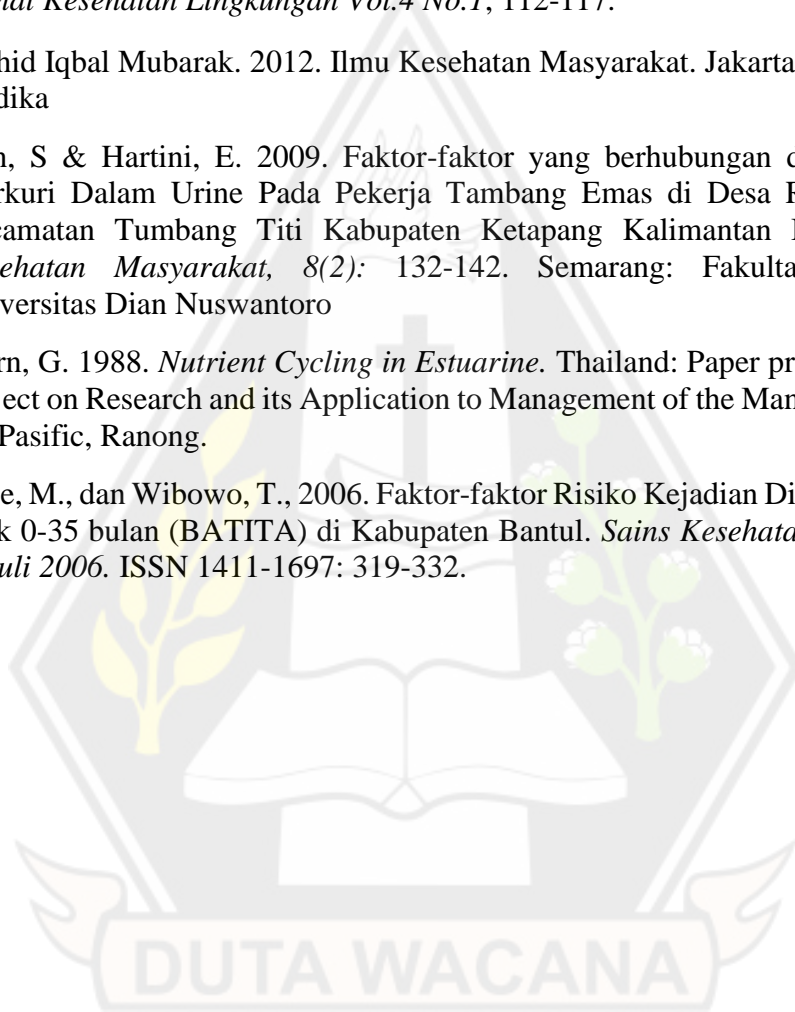 nal Kesehatan Lingkungan Vol.4 No.1, 112-117.
hid Iqbal Mubarak. 2012. Ilmu Kesehatan Masyarakat. Jakarta
dika
n, S & Hartini, E. 2009. Faktor-faktor yang berhubungan d
rkuri Dalam Urine Pada Pekerja Tambang Emas di Desa R
camatan Tumbang Titi Kabupaten Ketapang Kalimantan
sehatan Masyarakat, 8(2): 132-142. Semarang: Fakulta
versitas Dian Nuswantoro
rn, G. 1988. Nutrient Cycling in Estuarine. Thailand: Paper pr
ject on Research and its Application to Management of the Man
Pasific, Ranong.
e, M., dan Wibowo, T., 2006. Faktor-faktor Risiko Kejadian Di
k 0-35 bulan (BATITA) di Kabupaten Bantul. Sains Kesehata
uli 2006. ISSN 1411-1697: 319-332.
DUTA WACANA